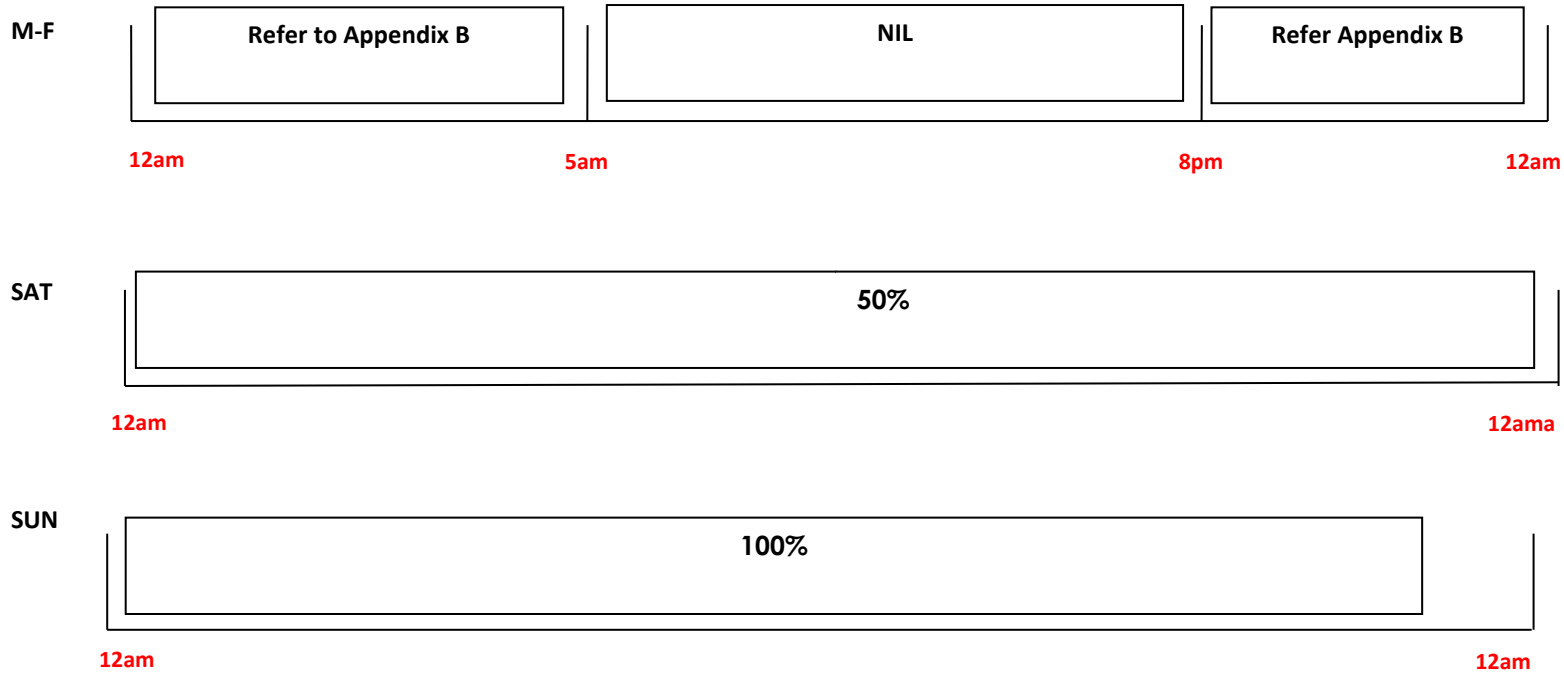 M-F
Refer to Appendix B
NIL
Refer Appendix B
12am
5am
8pm
12am
SAT
50%
12am
12ama
SUN
100%
12am
12am